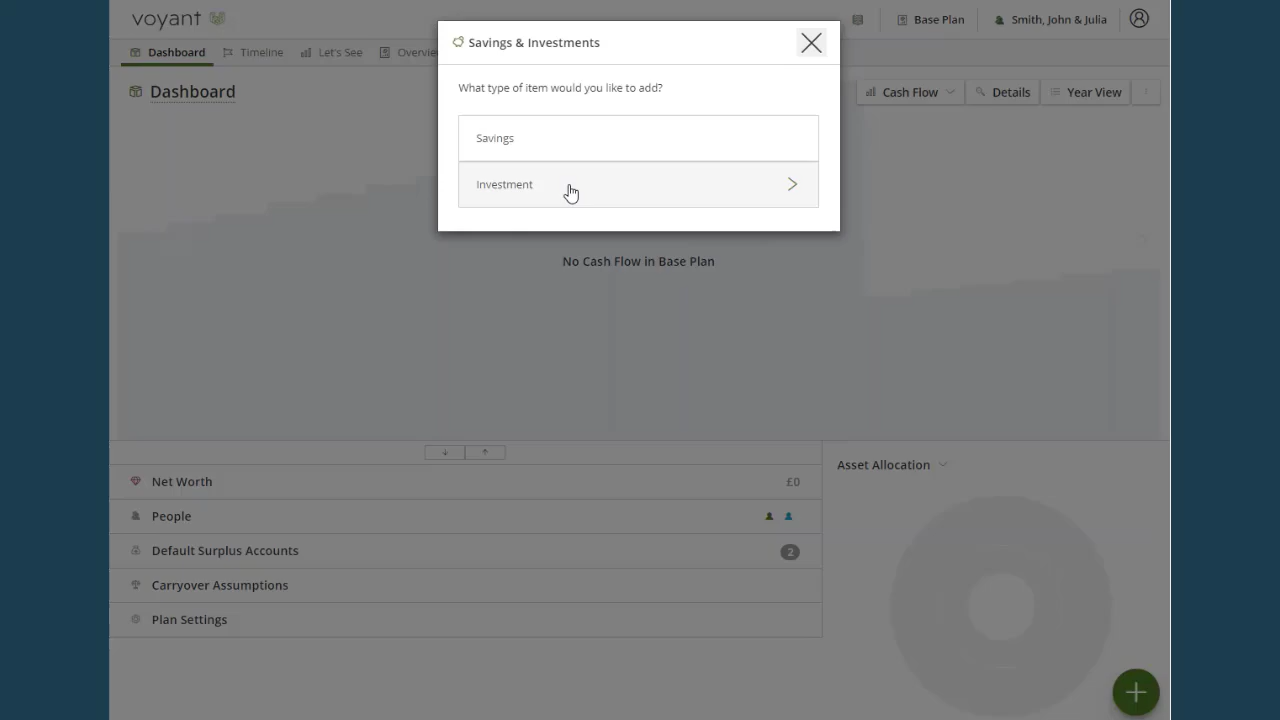 voyant
Base Plan
Smith, John & Julia
Dashboard
Timeline
Let's See
Overvie
Savings & Investments
What type of item would you like to add?
Savings
Investment
Dashboard
Cash Flow
Details
Year View
No Cash Flow in Base Plan
Net Worth
£0
People
Default Surplus Accounts
2
Carryover Assumptions
Plan Settings
Asset Allocation